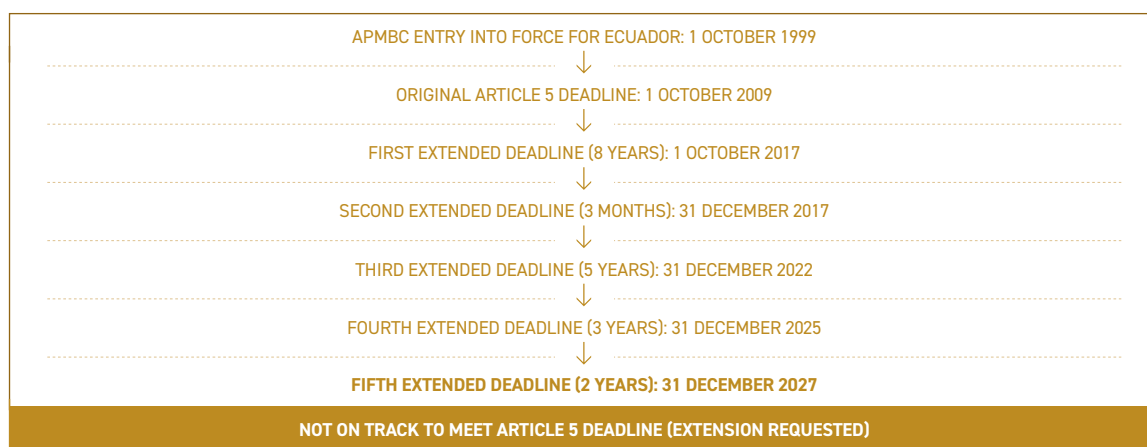 APMBC ENTRY INTO FORCE FOR ECUADOR: 1 OCTOBER 1999
ORIGINAL ARTICLE 5 DEADLINE: 1 OCTOBER 2009
FIRST EXTENDED DEADLINE (8 YEARS): 1 OCTOBER 2017
SECOND EXTENDED DEADLINE (3 MONTHS): 31 DECEMBER 2017
THIRD EXTENDED DEADLINE (5 YEARS): 31 DECEMBER 2022
FOURTH EXTENDED DEADLINE (3 YEARS): 31 DECEMBER 2025
FIFTH EXTENDED DEADLINE (2 YEARS): 31 DECEMBER 2027
NOT ON TRACK TO MEET ARTICLE 5 DEADLINE (EXTENSION REQUESTED)